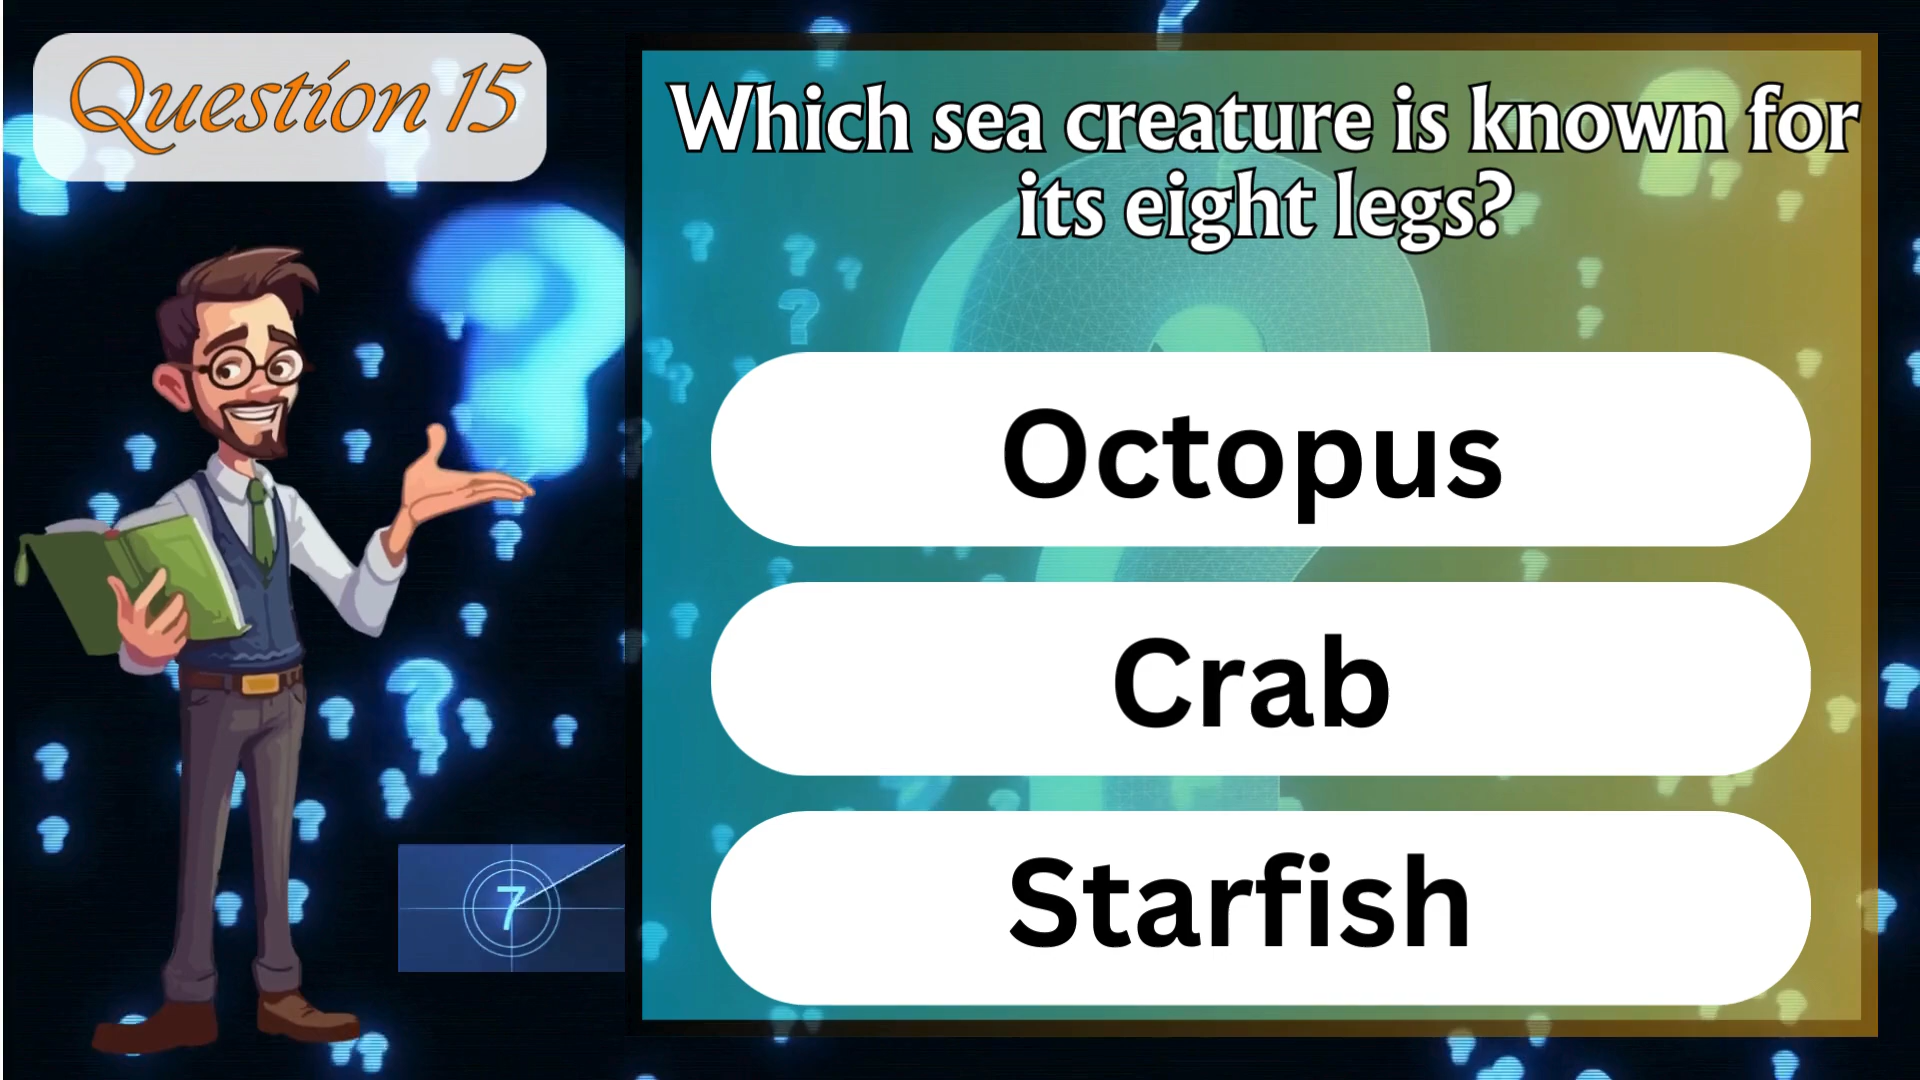 Question 15
Which sea creature is known for
its eight legs?
Octopus
Crab
Starfish
7